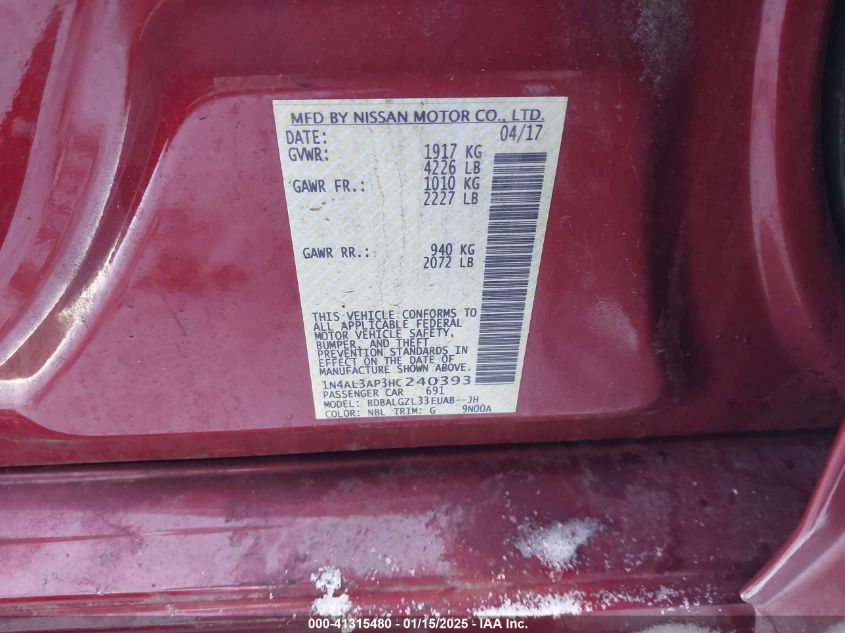 MFD BY NISSAN MOTOR CO., LTD.
DATE: 04/17
GVWR: 1917 KG
4226 LB
GAWR FR.: 1010 KG
2227 LB
GAWR RR.: 940 KG
2072 LB
THIS VEHICLE CONFORMS TO
ALL APPLICABLE FEDERAL
MOTOR VEHICLE SAFETY,
BUMPER, AND THEFT
PREVENTION STANDARDS IN
EFFECT ON THE DATE OF
MANUFACTURE SHOWN ABOVE.
1N4AL3AP3HC240393
PASSENGER CAR 691
MODEL: BDBALGZL33EUAB--JH
COLOR: NBL TRIM: G 9N00A
000-41315480 - 01/15/2025 - IAA Inc.